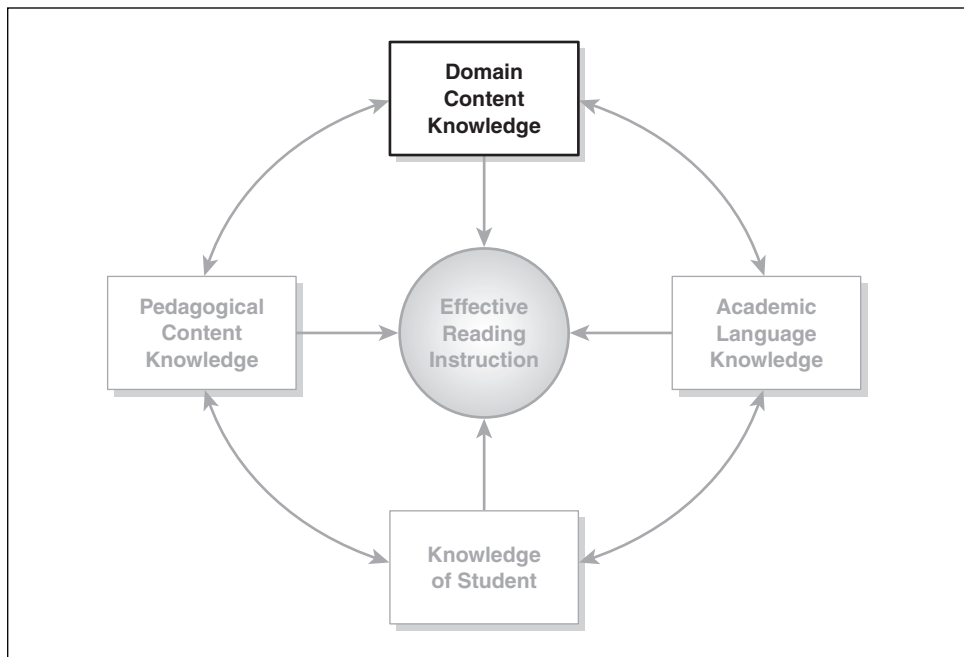 Domain
Content
Knowledge
Pedagogical
Content
Knowledge
Effective
Reading
Instruction
Academic
Language
Knowledge
Knowledge
of Student